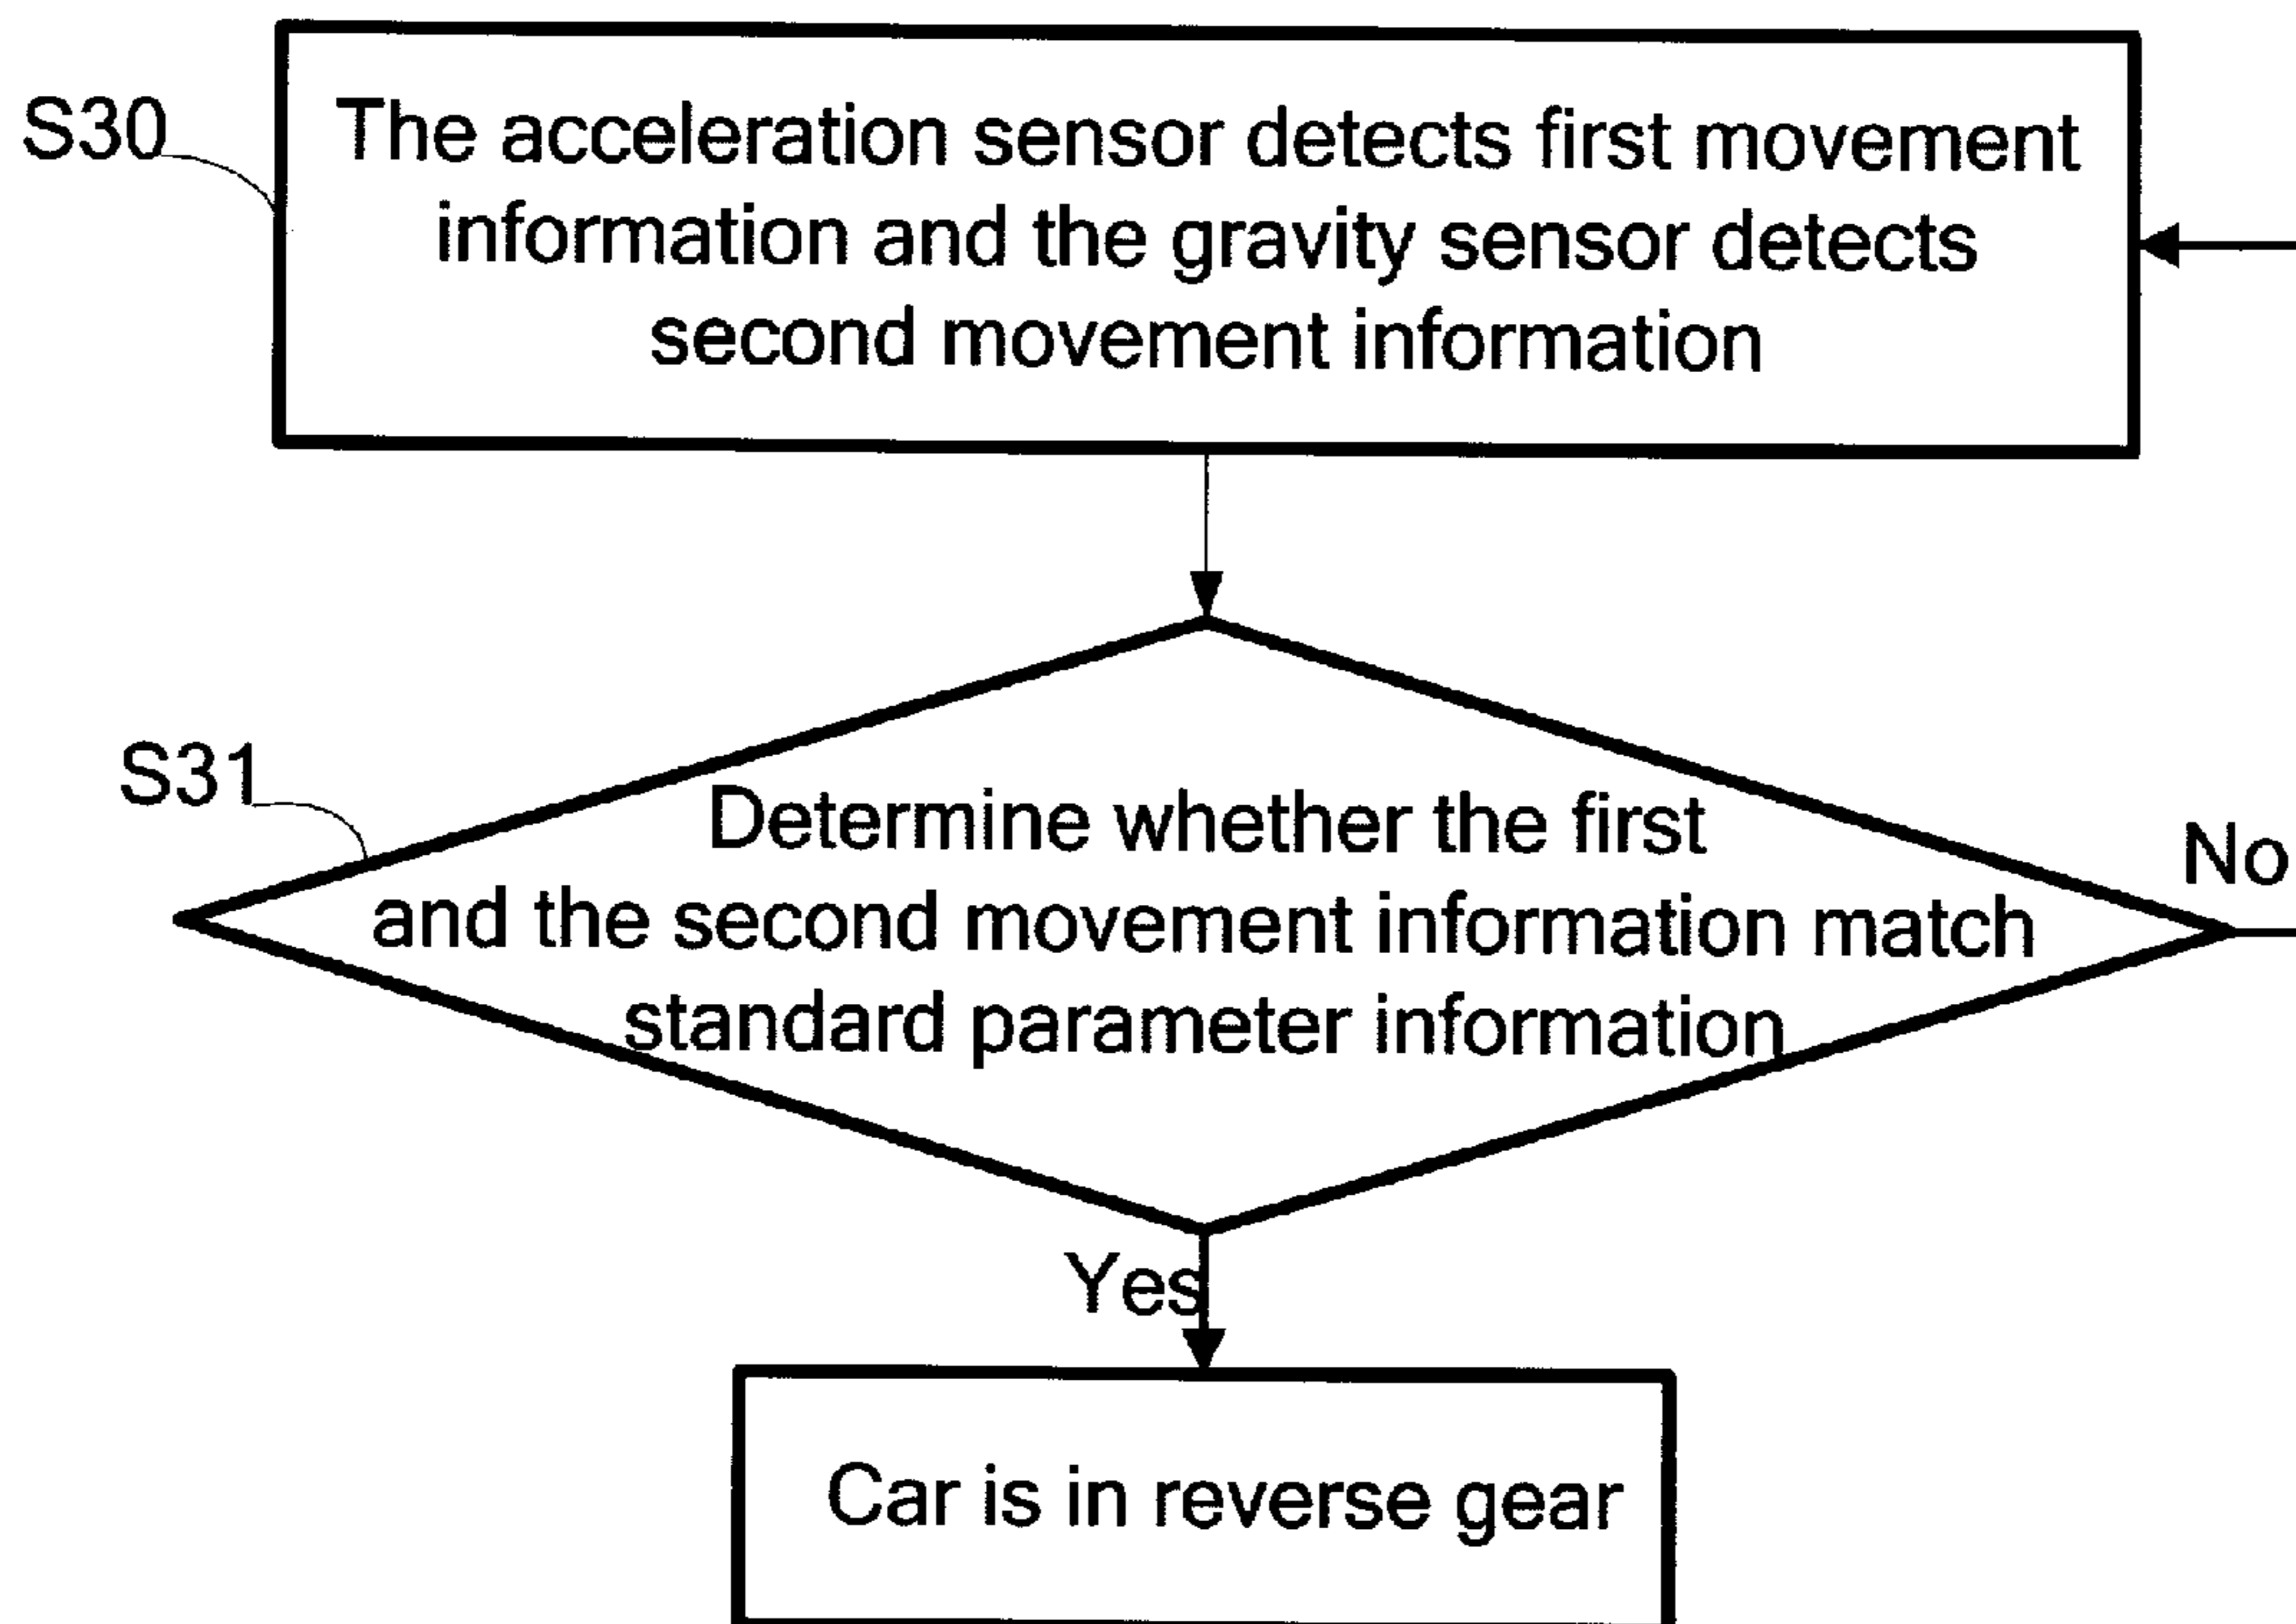 S30
The acceleration sensor detects first movement
information and the gravity sensor detects
second movement information
S31
Determine whether the first
and the second movement information match
standard parameter information
No
Yes
Car is in reverse gear